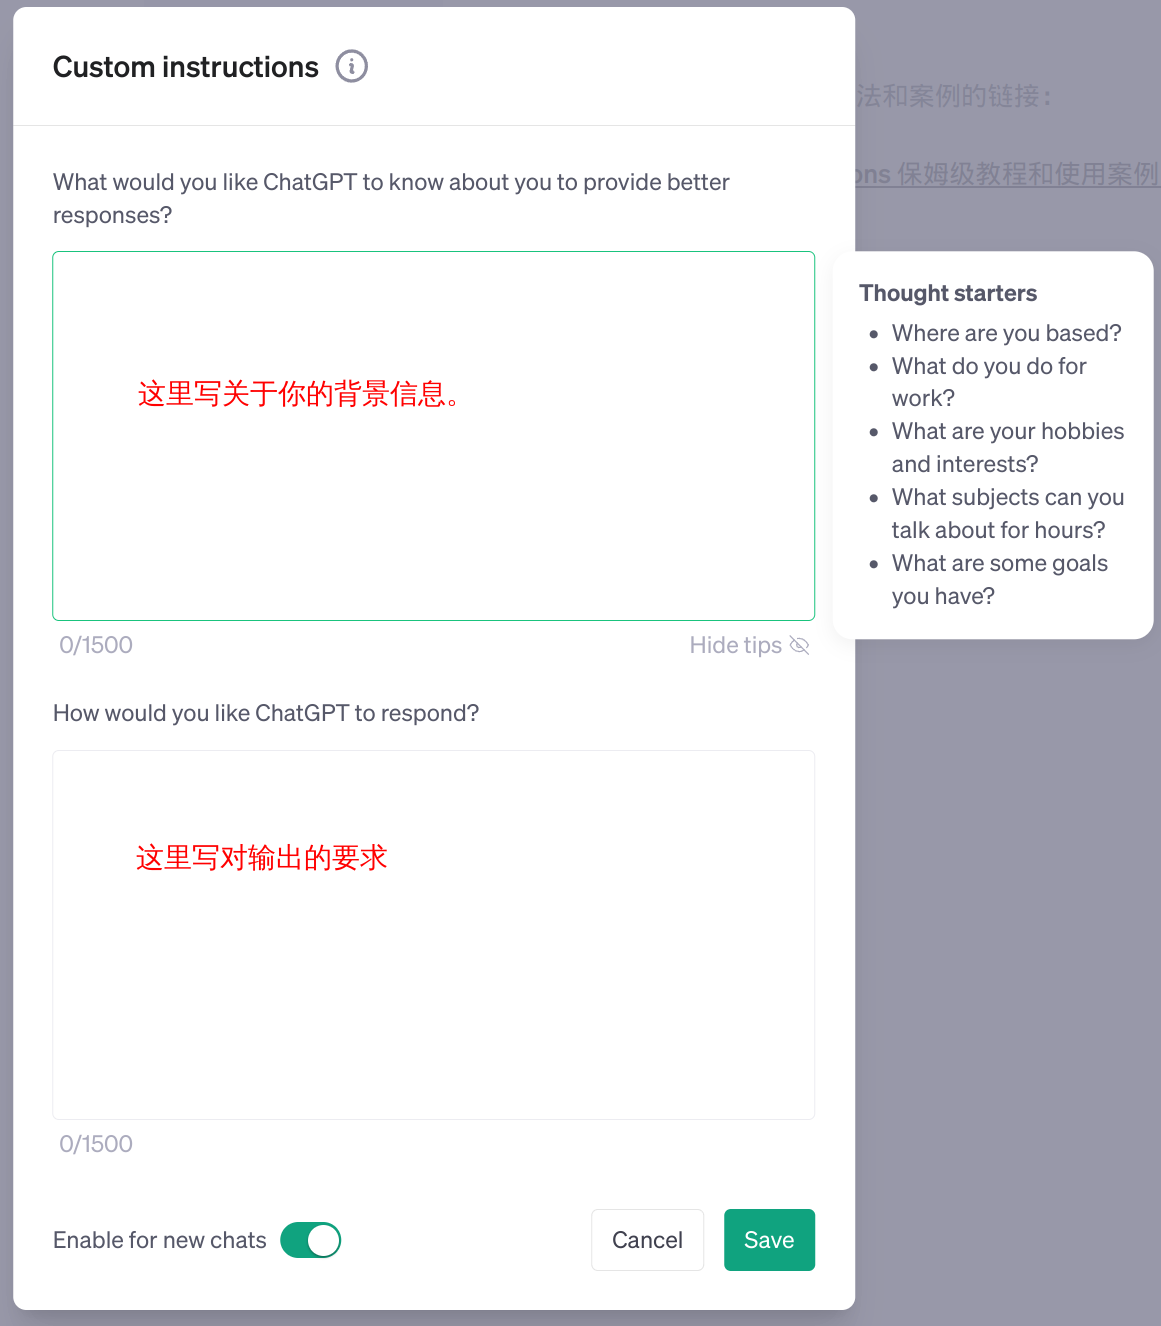 Custom instructions
法和案例的链接：
What would you like ChatGPT to know about you to provide better
responses?
ons 保姆级教程和使用案例
这里写关于你的背景信息。
Thought starters
• Where are you based?
• What do you do for
work?
• What are your hobbies
and interests?
• What subjects can you
talk about for hours?
• What are some goals
you have?
0/1500
Hide tips
How would you like ChatGPT to respond?
这里写对输出的要求
0/1500
Enable for new chats
Cancel
Save